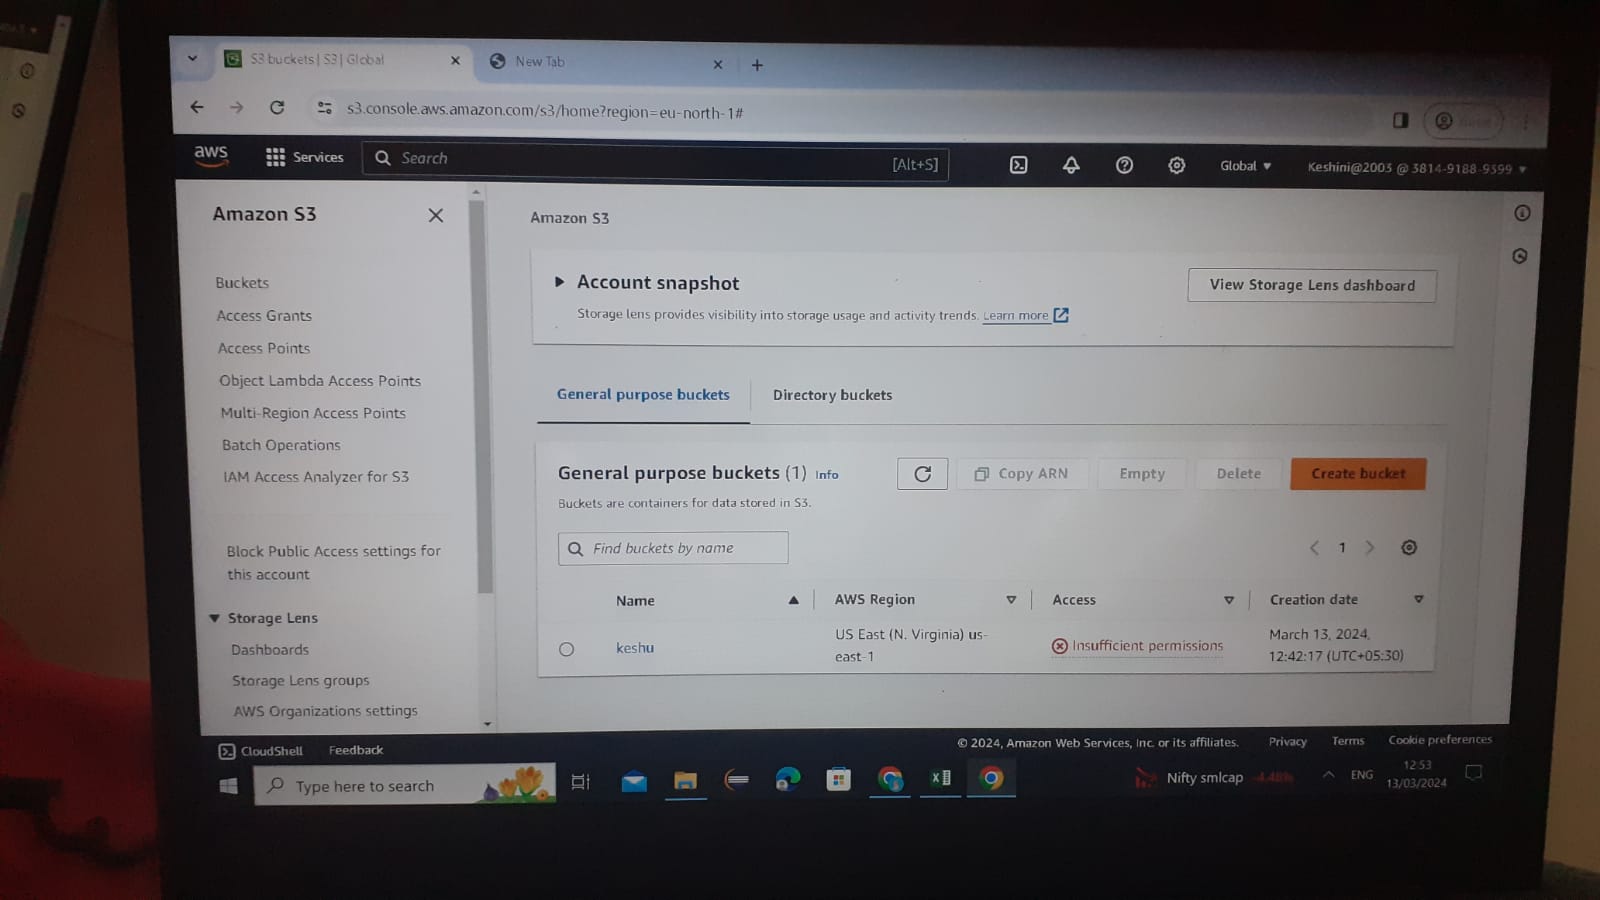 S3 buckets | S3 | Global
New Tab
s3.console.aws.amazon.com/s3/home?region=eu-north-1#
aws
Services
Search
[Alt+S]
Global
Keshini@2003 @ 3814-9188-9599
Amazon S3
Buckets
Access Grants
Access Points
Object Lambda Access Points
Multi-Region Access Points
Batch Operations
IAM Access Analyzer for S3
Block Public Access settings for
this account
Storage Lens
Dashboards
Storage Lens groups
AWS Organizations settings
Amazon S3
Account snapshot
View Storage Lens dashboard
Storage lens provides visibility into storage usage and activity trends. Learn more
General purpose buckets
Directory buckets
General purpose buckets (1) Info
Copy ARN
Empty
Delete
Create bucket
Buckets are containers for data stored in S3.
Find buckets by name
1
Name
AWS Region
Access
Creation date
keshu
US East (N. Virginia) us-
east-1
Insufficient permissions
March 13, 2024,
12:42:17 (UTC+05:30)
CloudShell
Feedback
© 2024, Amazon Web Services, Inc. or its affiliates.
Privacy
Terms
Cookie preferences
Type here to search
Nifty smlcap
-4.48%
ENG
12:53
13/03/2024